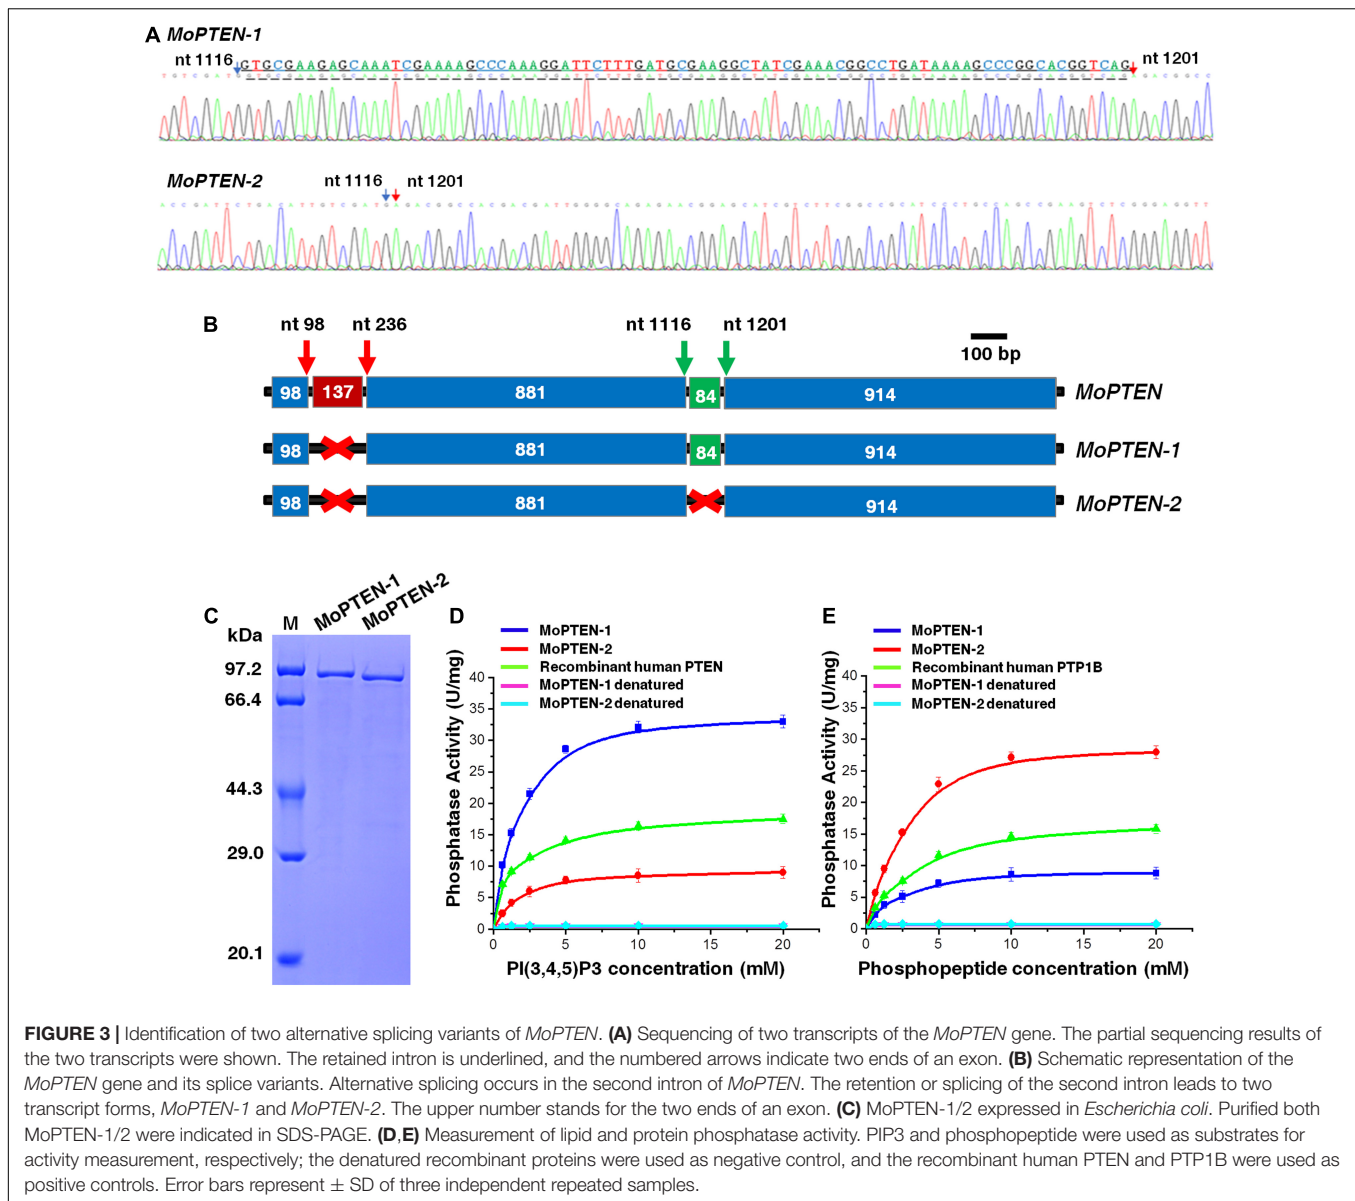 A MoPTEN-1
nt 1116 GTGCGAAGAGCAAATCGAAAAGCCCAAAGGATTCTTTGATGCGAAGGCTATCGAAACGGCCTGATAAAAGCCCGGCACGGTCAG nt 1201
MoPTEN-2
nt 1116 nt 1201
B nt 98 nt 236 nt 1116 nt 1201
100 bp
98 137 881 84 914 MoPTEN
98 881 84 914 MoPTEN-1
98 881 914 MoPTEN-2
C
kDa M MoPTEN-1 MoPTEN-2
97.2
66.4
44.3
29.0
20.1
D
MoPTEN-1
MoPTEN-2
Recombinant human PTEN
MoPTEN-1 denatured
MoPTEN-2 denatured
Phosphatase Activity (U/mg)
40
35
30
25
20
15
10
5
0
0 5 10 15 20
PI(3,4,5)P3 concentration (mM)
E
MoPTEN-1
MoPTEN-2
Recombinant human PTP1B
MoPTEN-1 denatured
MoPTEN-2 denatured
Phosphatase Activity (U/mg)
40
35
30
25
20
15
10
5
0
0 5 10 15 20
Phosphopeptide concentration (mM)
FIGURE 3 | Identification of two alternative splicing variants of MoPTEN. (A) Sequencing of two transcripts of the MoPTEN gene. The partial sequencing results of
the two transcripts were shown. The retained intron is underlined, and the numbered arrows indicate two ends of an exon. (B) Schematic representation of the
MoPTEN gene and its splice variants. Alternative splicing occurs in the second intron of MoPTEN. The retention or splicing of the second intron leads to two
transcript forms, MoPTEN-1 and MoPTEN-2. The upper number stands for the two ends of an exon. (C) MoPTEN-1/2 expressed in Escherichia coli. Purified both
MoPTEN-1/2 were indicated in SDS-PAGE. (D,E) Measurement of lipid and protein phosphatase activity. PIP3 and phosphopeptide were used as substrates for
activity measurement, respectively; the denatured recombinant proteins were used as negative control, and the recombinant human PTEN and PTP1B were used as
positive controls. Error bars represent ± SD of three independent repeated samples.